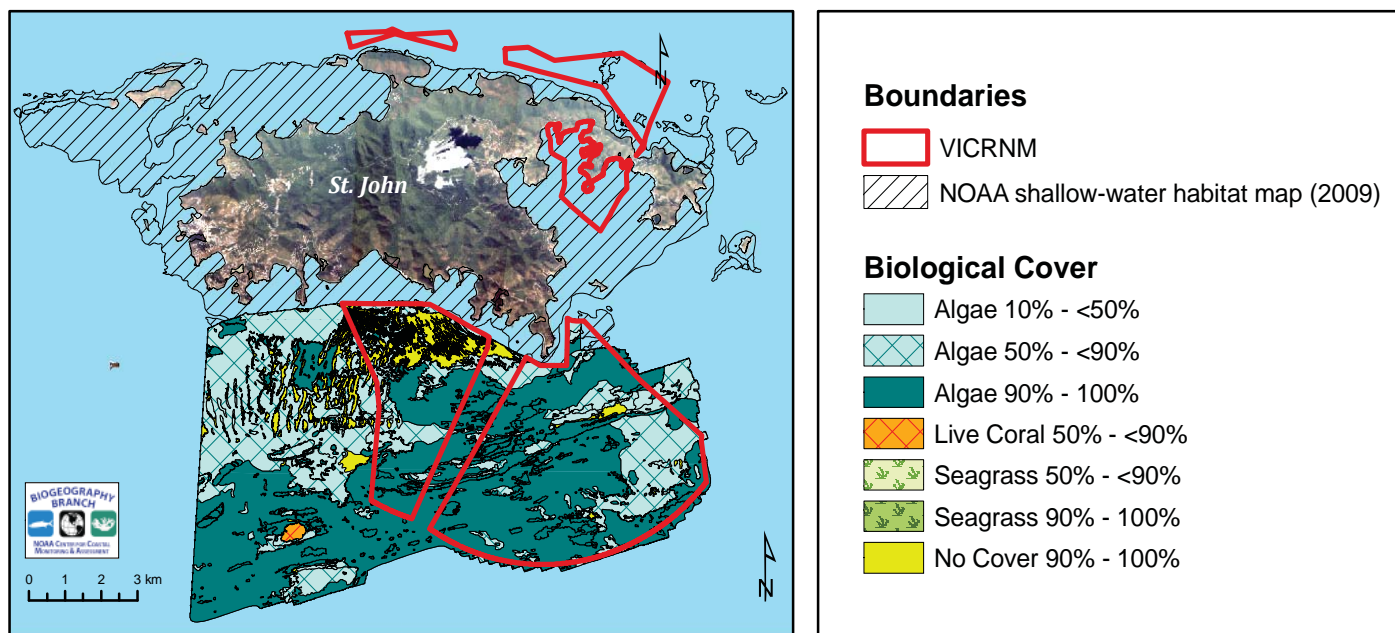 St. John
N
BIOGEOGRAPHY
BRANCH
NOAA CENTER FOR COASTAL
MONITORING & ASSESSMENT
0 1 2 3 km
N
Boundaries
VICRNM
NOAA shallow-water habitat map (2009)
Biological Cover
Algae 10% - <50%
Algae 50% - <90%
Algae 90% - 100%
Live Coral 50% - <90%
Seagrass 50% - <90%
Seagrass 90% - 100%
No Cover 90% - 100%